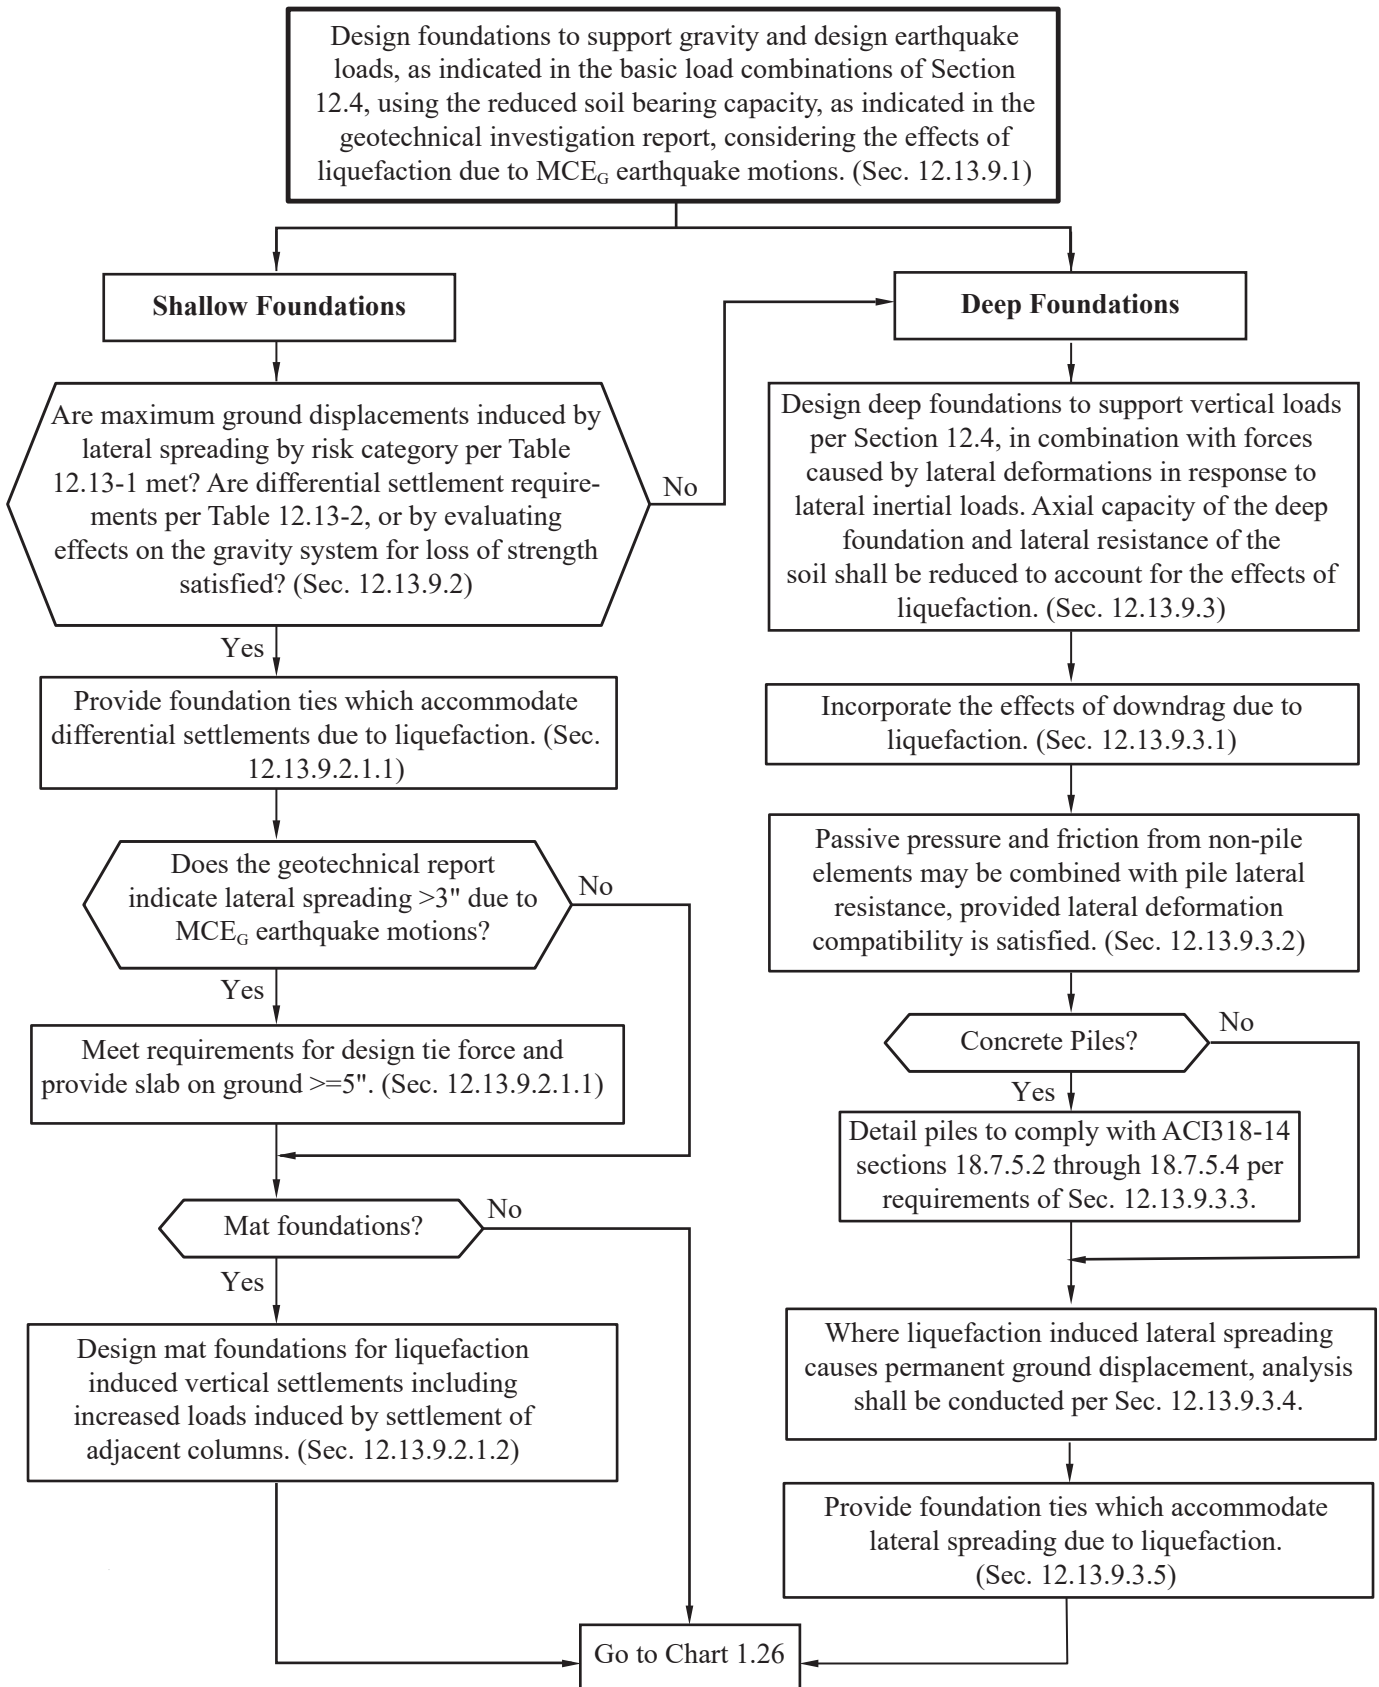 Design foundations to support gravity and design earthquake
loads, as indicated in the basic load combinations of Section
12.4, using the reduced soil bearing capacity, as indicated in the
geotechnical investigation report, considering the effects of
liquefaction due to MCE_G earthquake motions. (Sec. 12.13.9.1)
Shallow Foundations
Are maximum ground displacements induced by
lateral spreading by risk category per Table
12.13-1 met? Are differential settlement require-
ments per Table 12.13-2, or by evaluating
effects on the gravity system for loss of strength
satisfied? (Sec. 12.13.9.2)
No
Yes
Provide foundation ties which accommodate
differential settlements due to liquefaction. (Sec.
12.13.9.2.1.1)
Does the geotechnical report
indicate lateral spreading >3" due to
MCE_G earthquake motions?
No
Yes
Meet requirements for design tie force and
provide slab on ground >=5". (Sec. 12.13.9.2.1.1)
Mat foundations?
No
Yes
Design mat foundations for liquefaction
induced vertical settlements including
increased loads induced by settlement of
adjacent columns. (Sec. 12.13.9.2.1.2)
Deep Foundations
Design deep foundations to support vertical loads
per Section 12.4, in combination with forces
caused by lateral deformations in response to
lateral inertial loads. Axial capacity of the deep
foundation and lateral resistance of the
soil shall be reduced to account for the effects of
liquefaction. (Sec. 12.13.9.3)
Incorporate the effects of downdrag due to
liquefaction. (Sec. 12.13.9.3.1)
Passive pressure and friction from non-pile
elements may be combined with pile lateral
resistance, provided lateral deformation
compatibility is satisfied. (Sec. 12.13.9.3.2)
Concrete Piles?
No
Yes
Detail piles to comply with ACI318-14
sections 18.7.5.2 through 18.7.5.4 per
requirements of Sec. 12.13.9.3.3.
Where liquefaction induced lateral spreading
causes permanent ground displacement, analysis
shall be conducted per Sec. 12.13.9.3.4.
Provide foundation ties which accommodate
lateral spreading due to liquefaction.
(Sec. 12.13.9.3.5)
Go to Chart 1.26